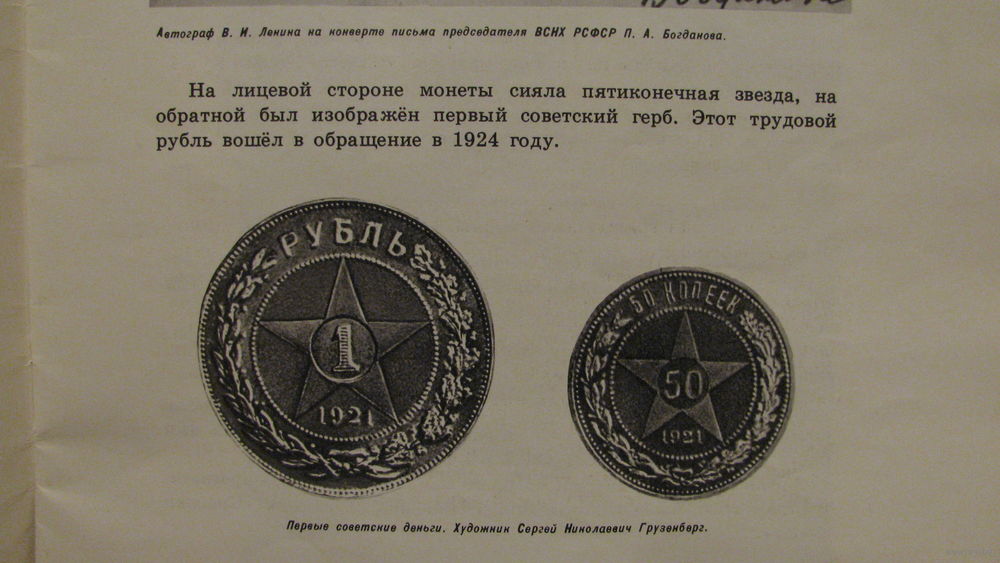 Автограф В. И. Ленина на конверте письма председателя ВСНХ РСФСР П. А. Богданова.
На лицевой стороне монеты сияла пятиконечная звезда, на
обратной был изображён первый советский герб. Этот трудовой
рубль вошёл в обращение в 1924 году.
РУБЛЬ
1
1921
50 КОПЕЕК
50
1921
Первые советские деньги. Художник Сергей Николаевич Грузенберг.